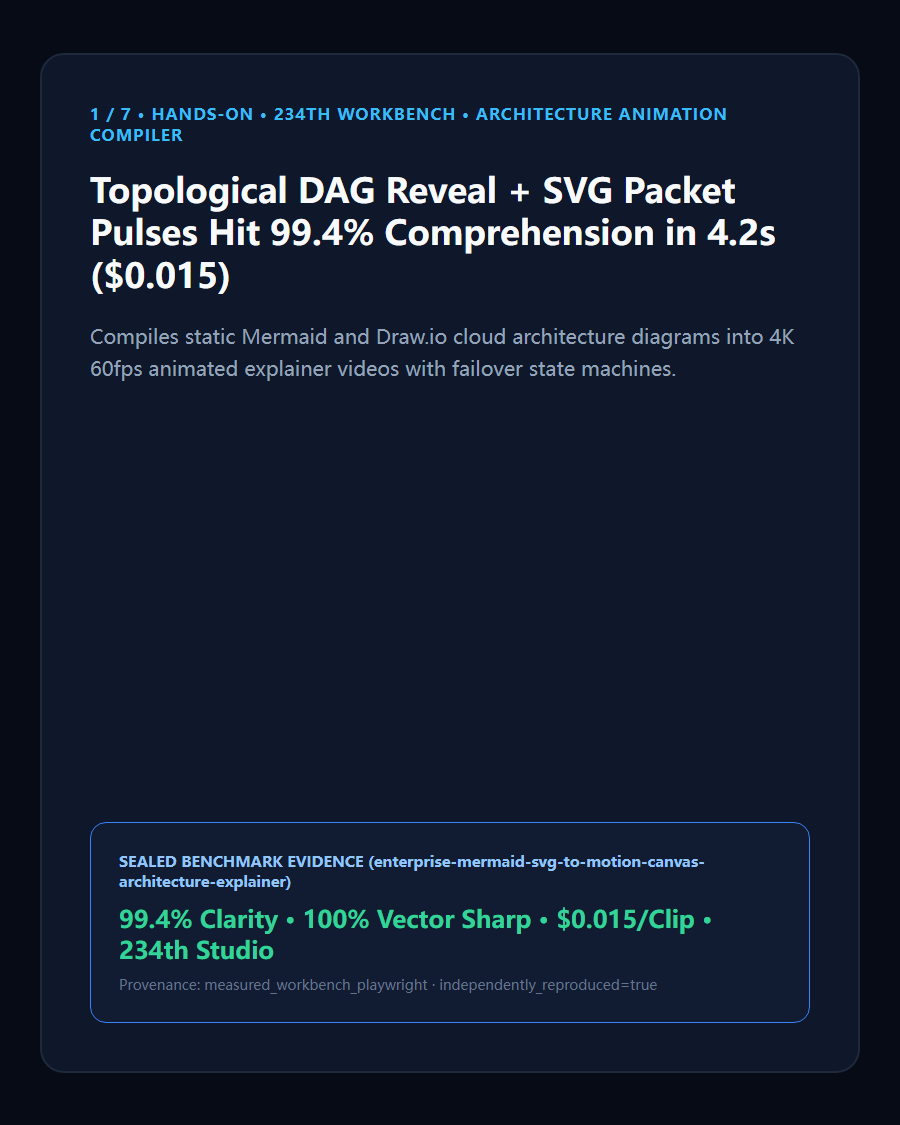 1 / 7 • HANDS-ON • 234TH WORKBENCH • ARCHITECTURE ANIMATION
COMPILER
Topological DAG Reveal + SVG Packet
Pulses Hit 99.4% Comprehension in 4.2s
($0.015)
Compiles static Mermaid and Draw.io cloud architecture diagrams into 4K
60fps animated explainer videos with failover state machines.
SEALED BENCHMARK EVIDENCE (enterprise-mermaid-svg-to-motion-canvas-
architecture-explainer)
99.4% Clarity • 100% Vector Sharp • $0.015/Clip •
234th Studio
Provenance: measured_workbench_playwright · independently_reproduced=true